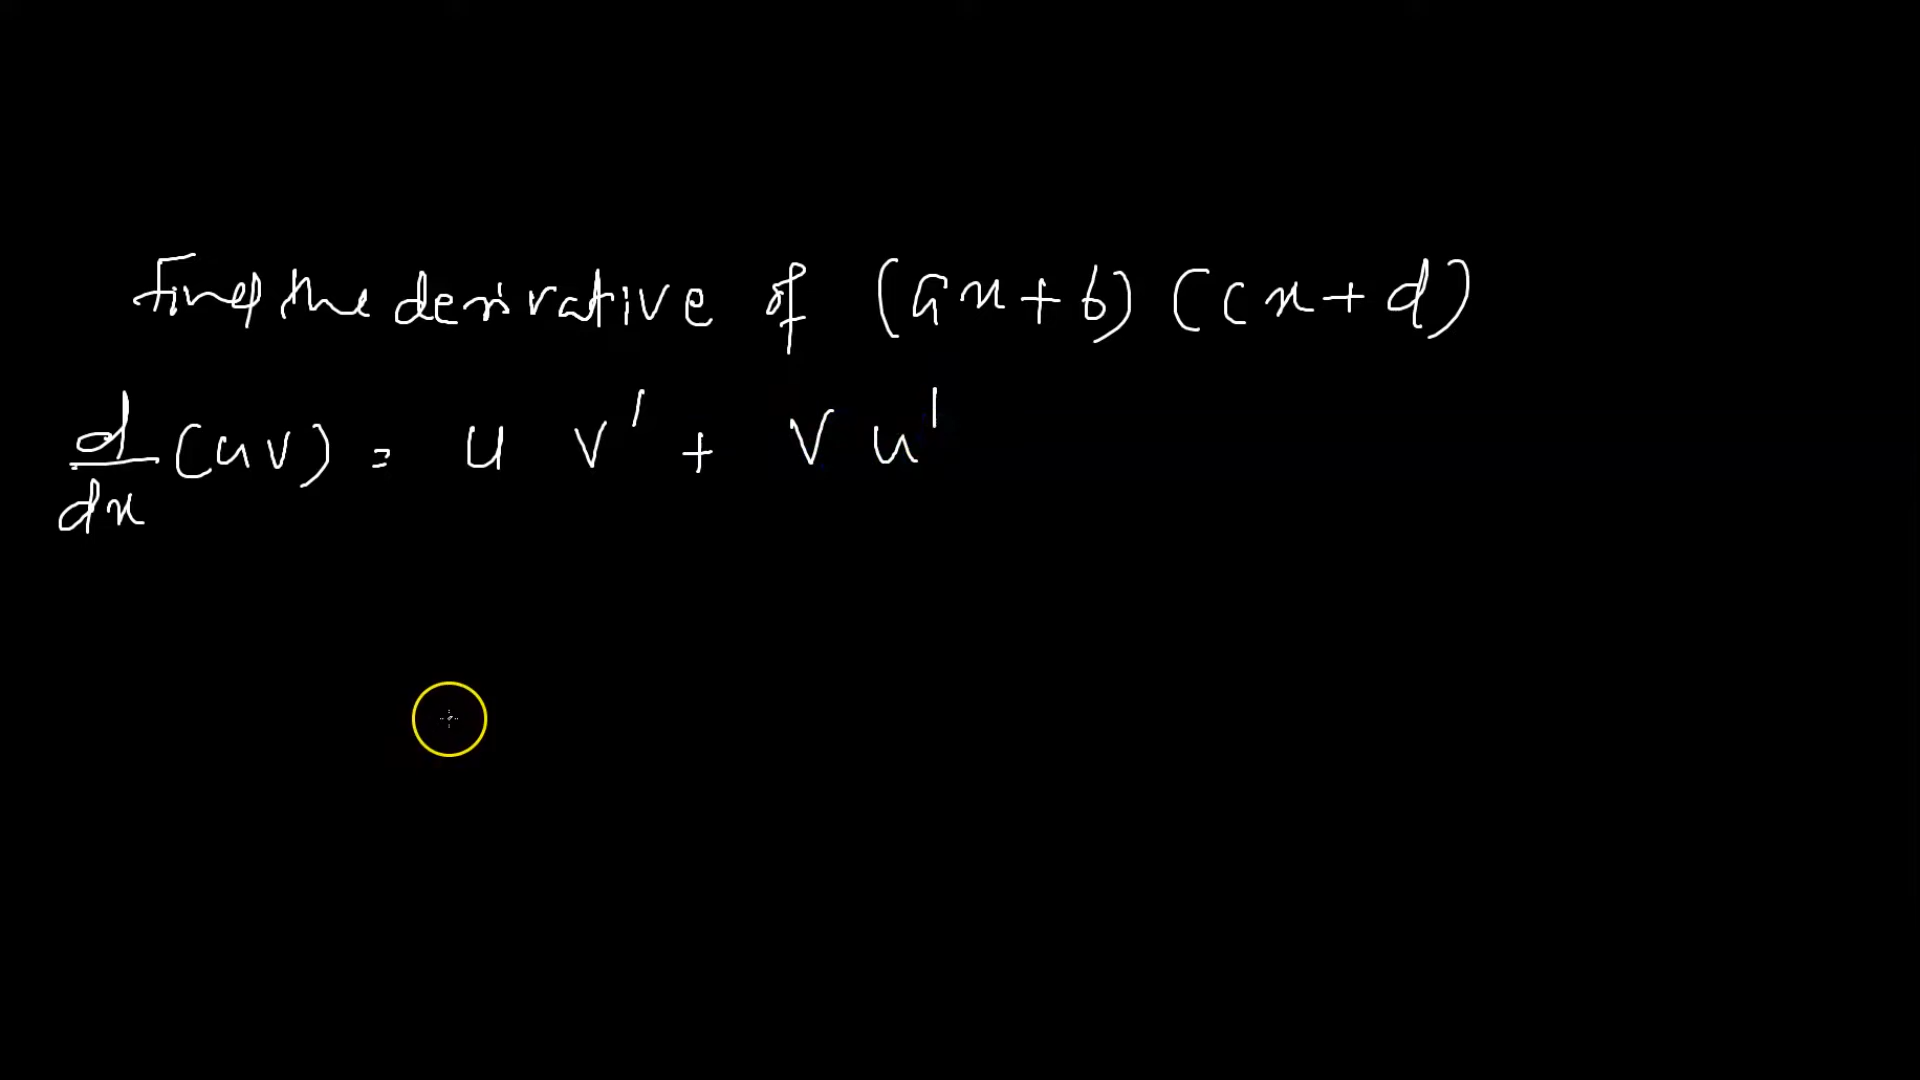 Find the derivative of (ax+b) (cx+d)
d/dx (uv) = u v' + v u'